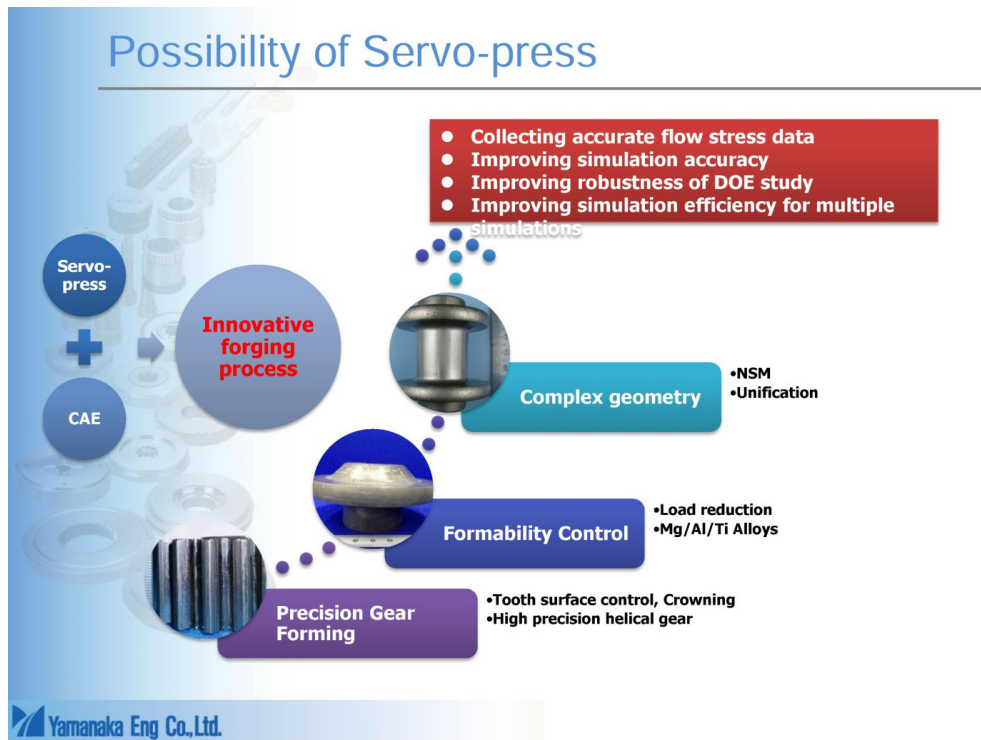 Possibility of Servo-press
● Collecting accurate flow stress data
● Improving simulation accuracy
● Improving robustness of DOE study
● Improving simulation efficiency for multiple
simulations
Servo-
press
CAE
Innovative
forging
process
Complex geometry
•NSM
•Unification
Formability Control
•Load reduction
•Mg/Al/Ti Alloys
Precision Gear
Forming
•Tooth surface control, Crowning
•High precision helical gear
Yamanaka Eng Co.,Ltd.